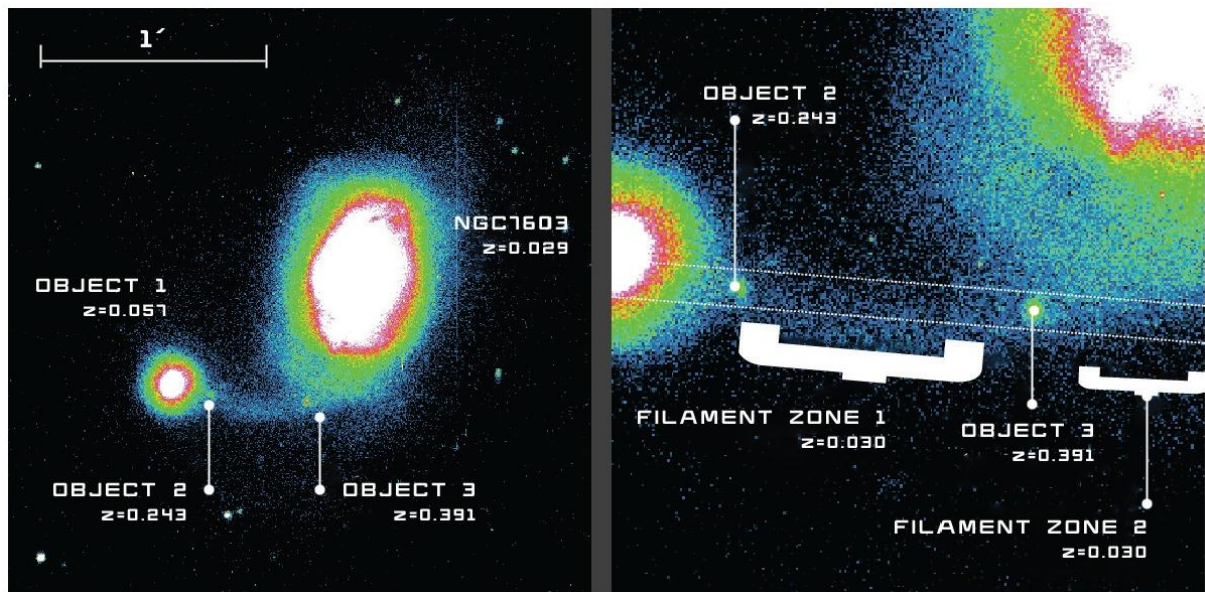 1´
NGC7603
z=0.029
OBJECT 1
z=0.057
OBJECT 2
z=0.243
OBJECT 3
z=0.391
OBJECT 2
z=0.243
FILAMENT ZONE 1
z=0.030
OBJECT 3
z=0.391
FILAMENT ZONE 2
z=0.030